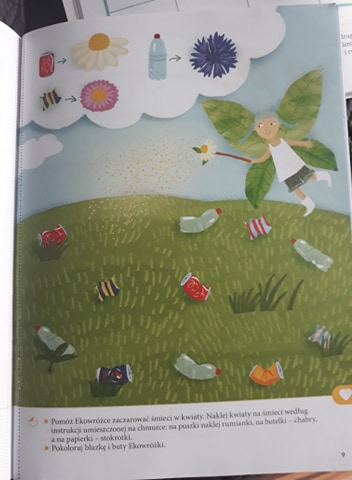 Pomóż Ekowróżce zaczarować śmieci w kwiaty. Naklej kwiaty na śmieci według
instrukcji umieszczonej na chmurce: na puszki naklej rumianki, na butelki – chabry,
a na papierki – stokrotki.
Pokoloruj bluzkę i buty Ekowróżki.
9